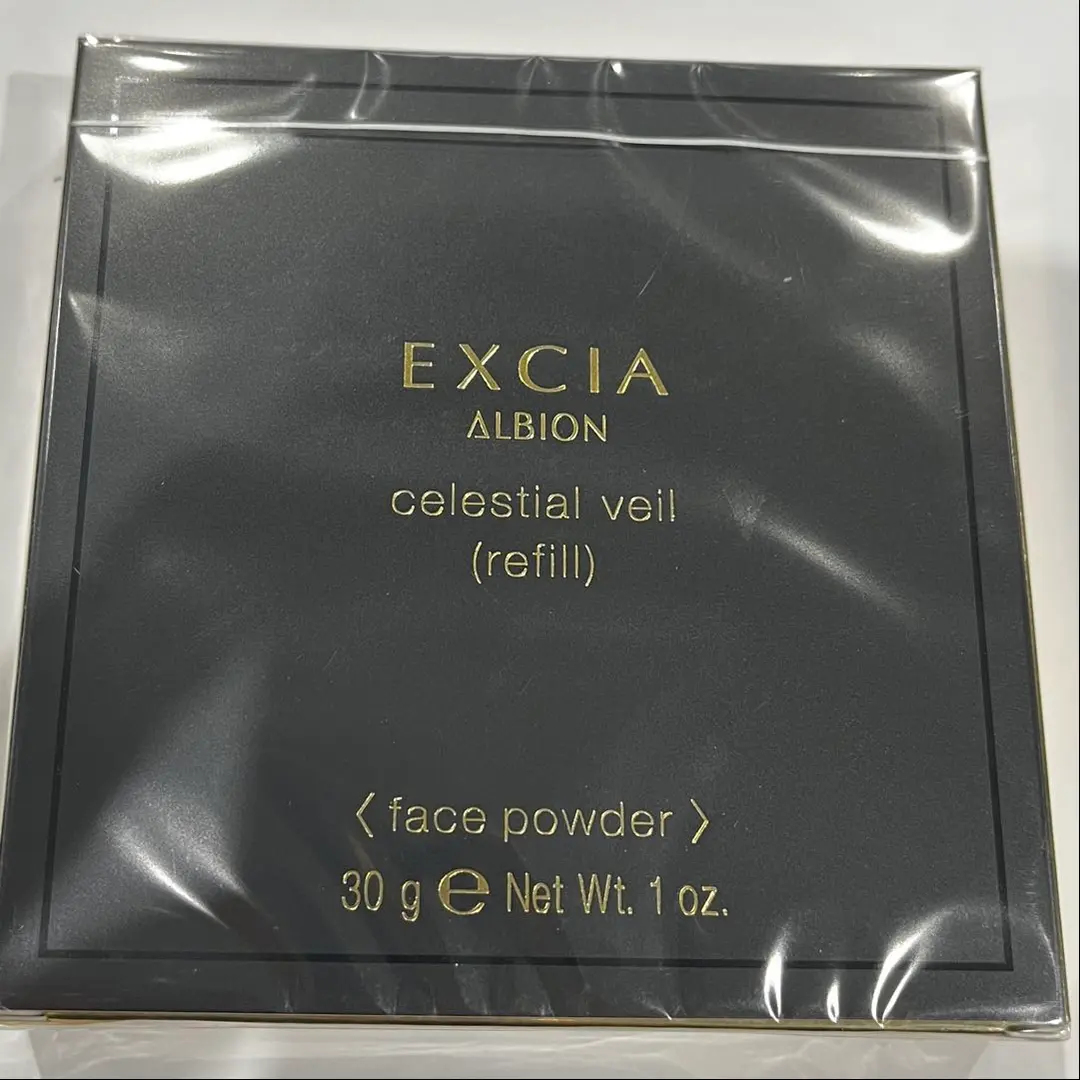 EXCIA
ALBION
celestial veil
(refill)
〈 face powder 〉
30 g ℮ Net Wt. 1 oz.